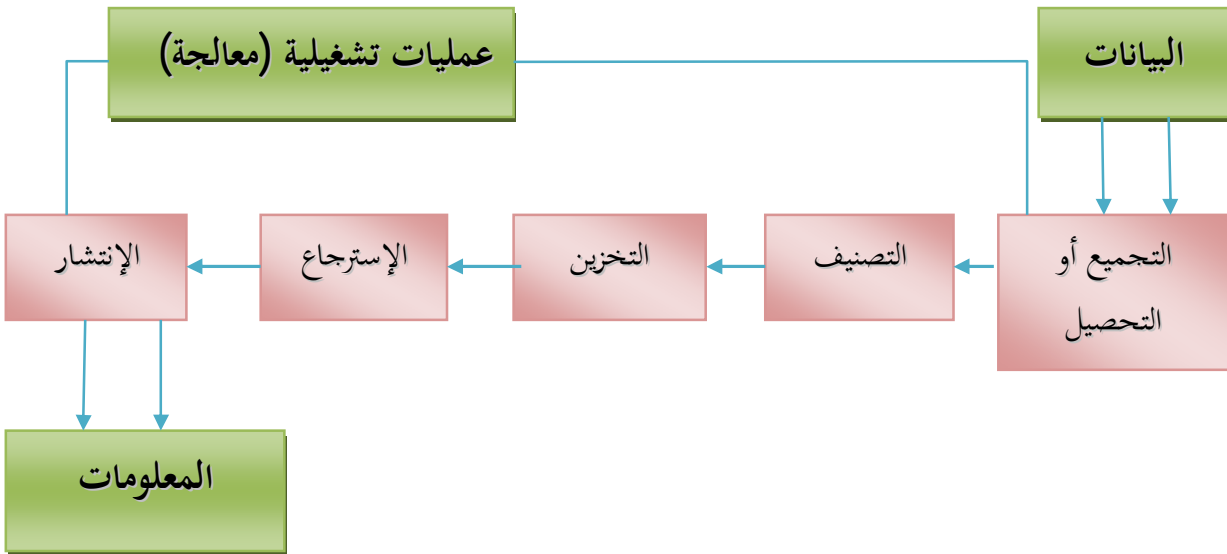 البيانات
عمليات تشغيلية (معالجة)
التجميع أو
التحصيل
التصنيف
التخزين
الإسترجاع
الإنتشار
المعلومات